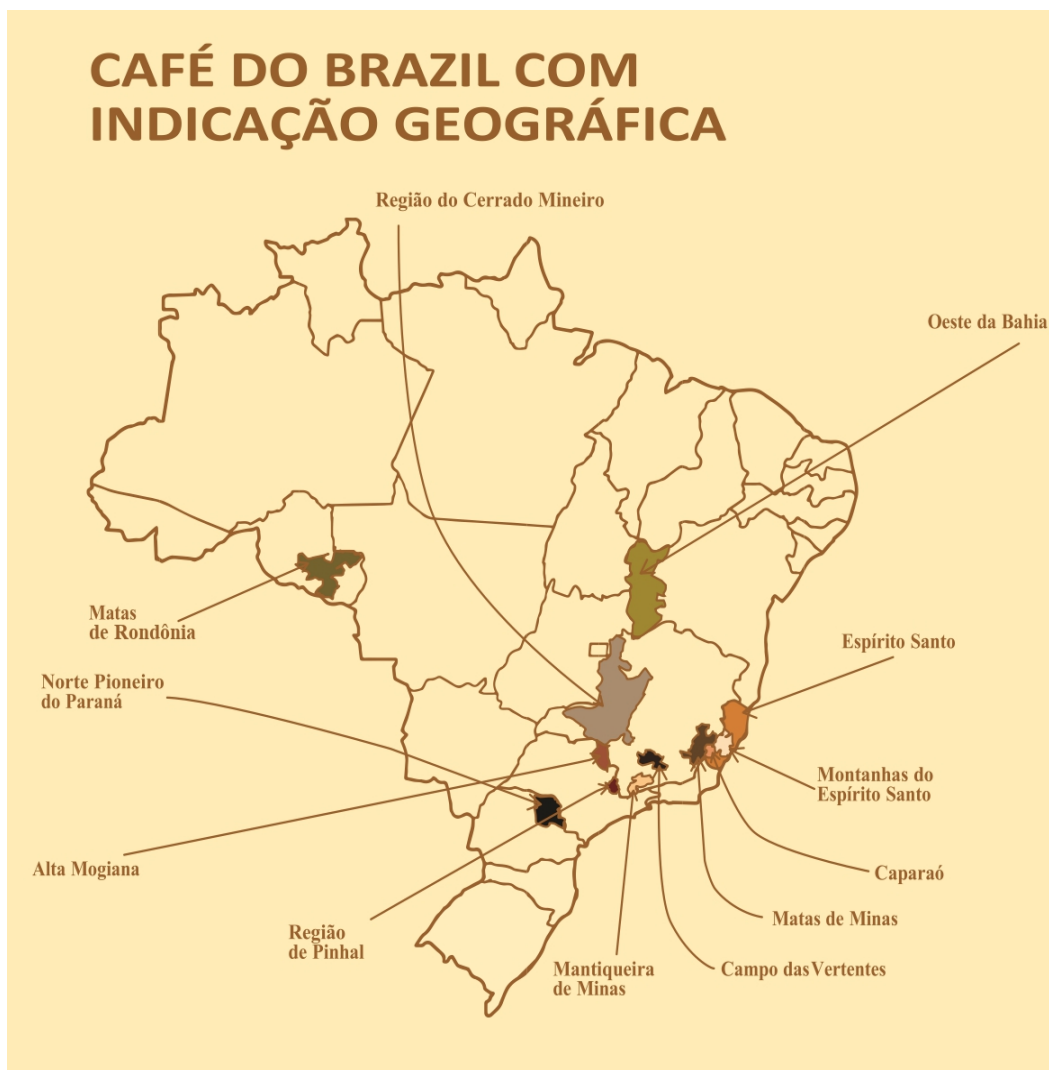 CAFÉ DO BRAZIL COM
INDICAÇÃO GEOGRÁFICA
Região do Cerrado Mineiro
Oeste da Bahia
Matas
de Rondônia
Espírito Santo
Norte Pioneiro
do Paraná
Montanhas do
Espírito Santo
Alta Mogiana
Caparaó
Matas de Minas
Região
de Pinhal
Mantiqueira
de Minas
Campo das Vertentes